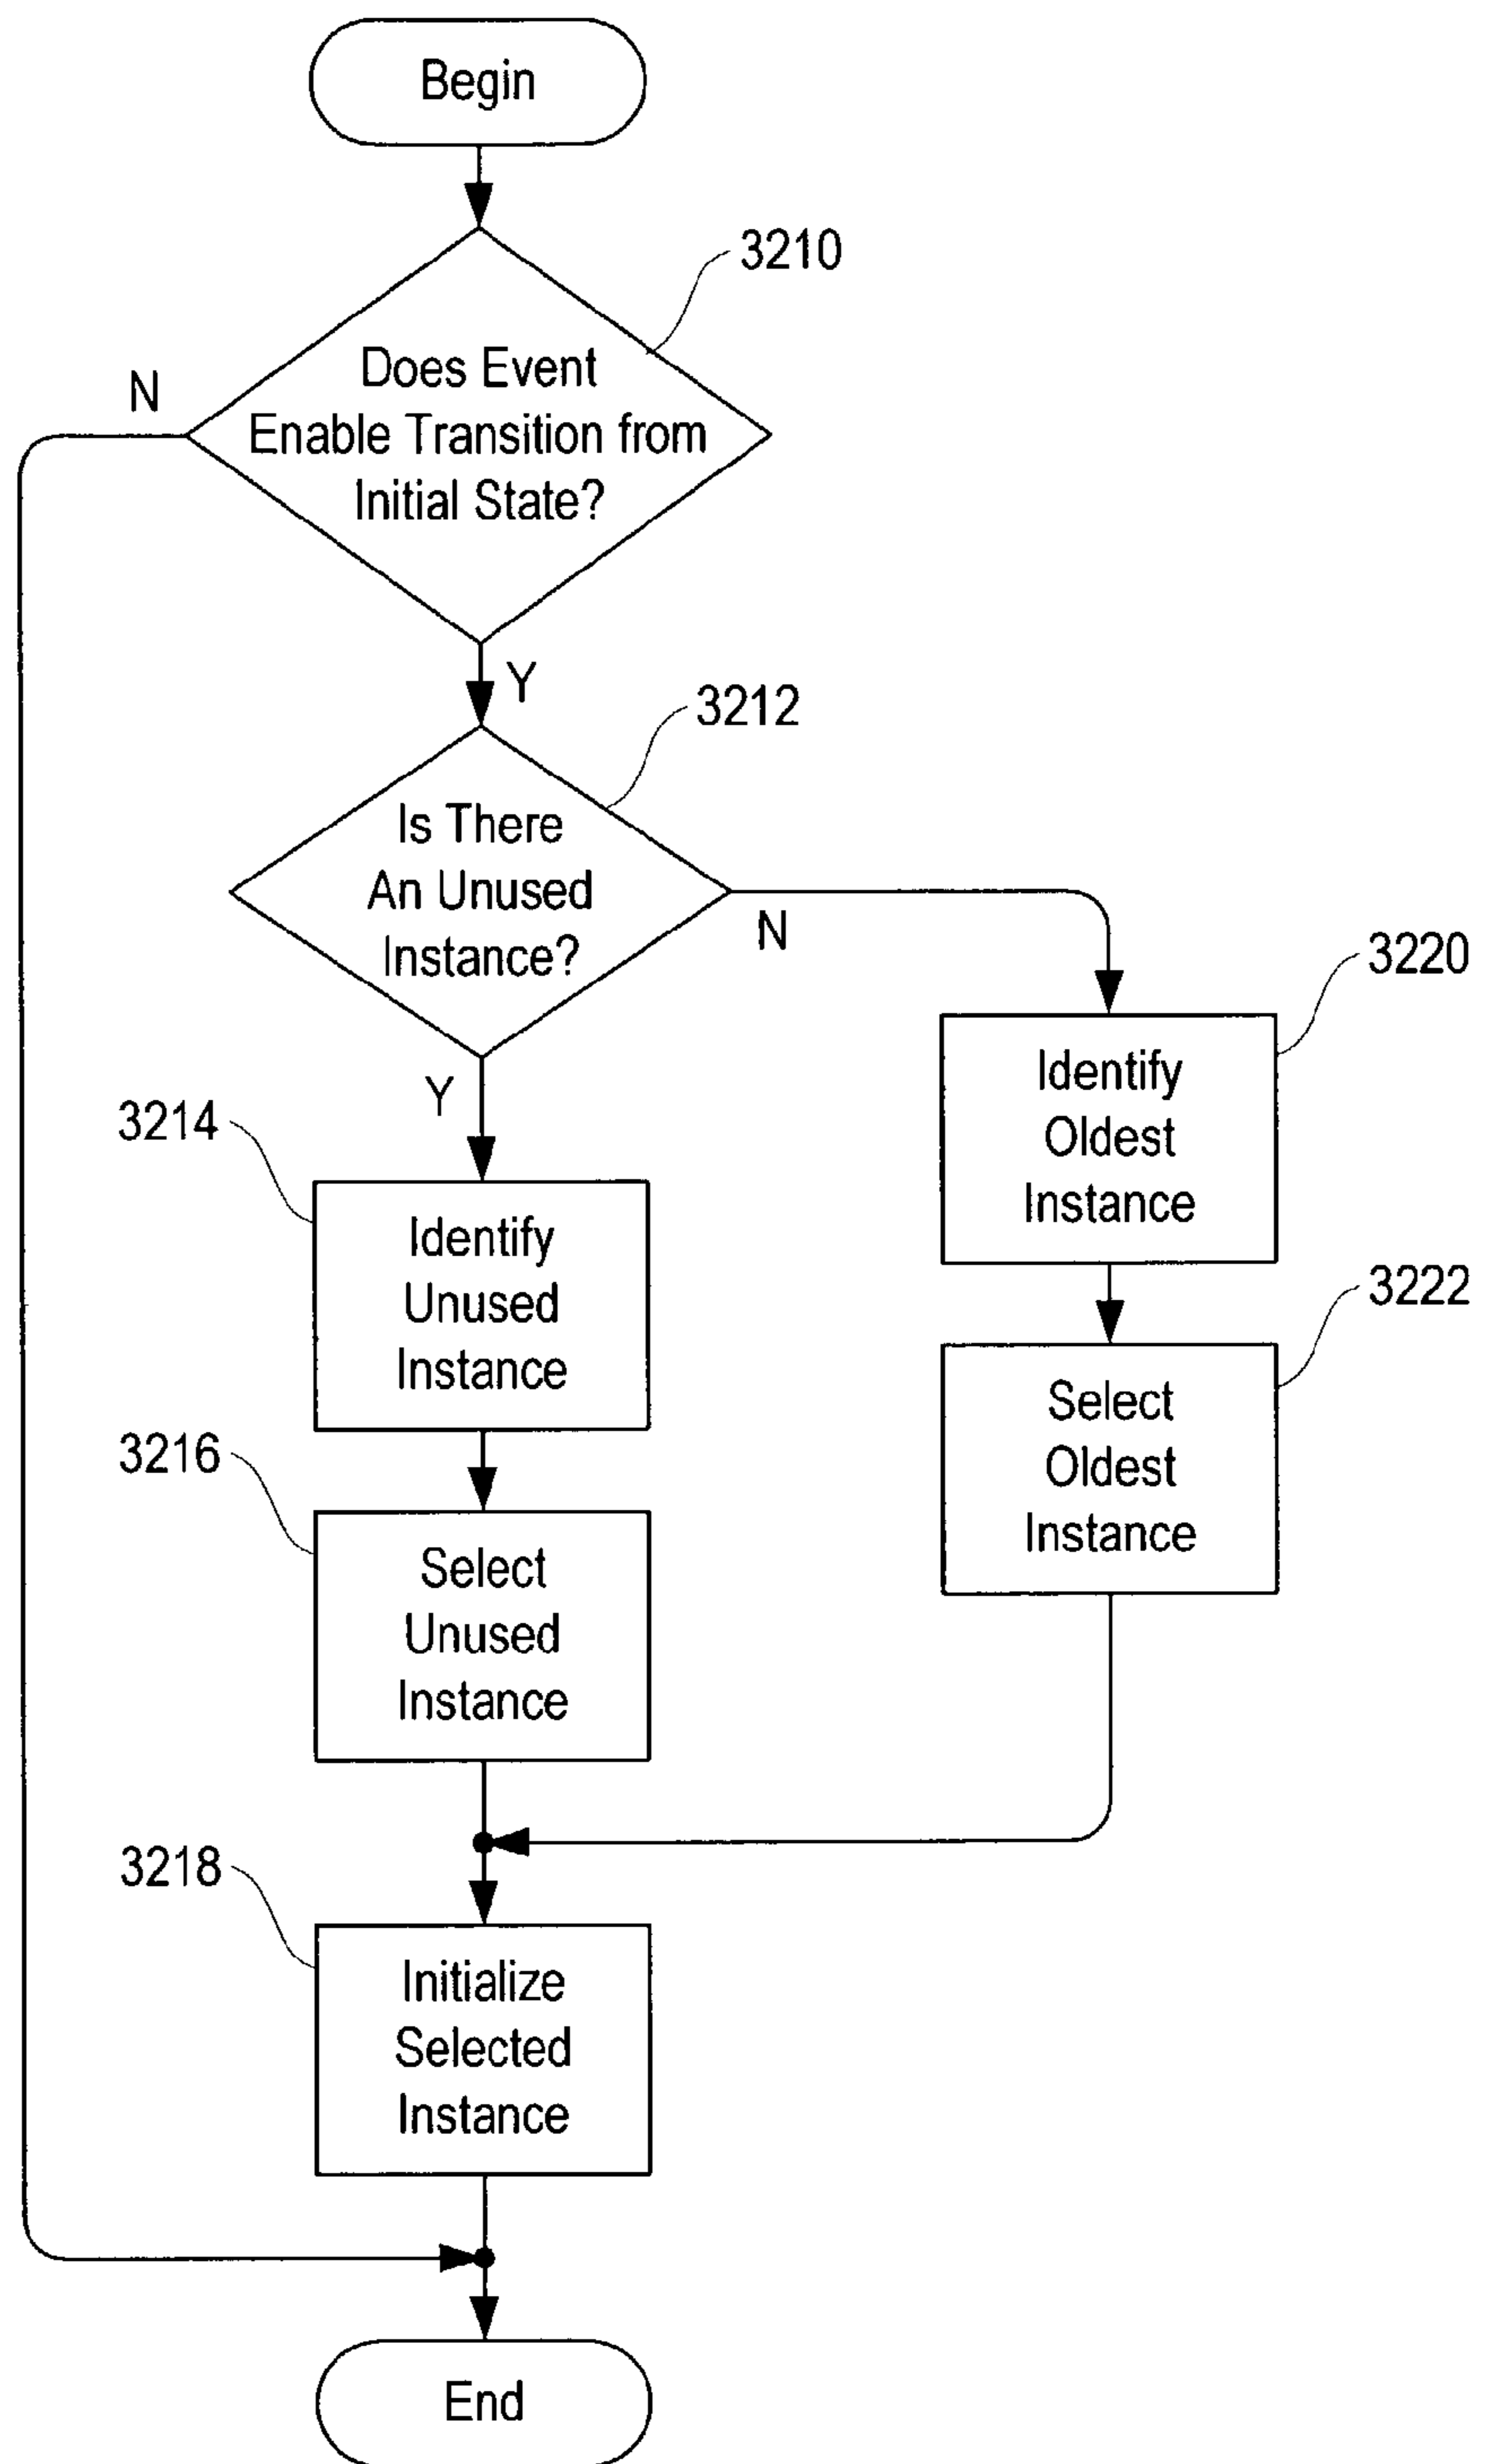 Begin
3210
Does Event
Enable Transition from
Initial State?
N
Y
3212
Is There
An Unused
Instance?
N
Y
3214
Identify
Unused
Instance
3220
Identify
Oldest
Instance
3216
Select
Unused
Instance
3222
Select
Oldest
Instance
3218
Initialize
Selected
Instance
End